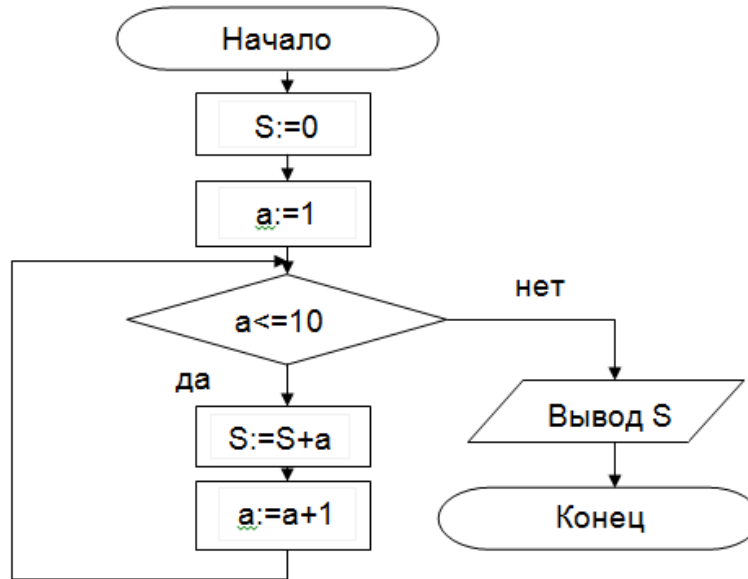 Начало
S:=0
a:=1
a<=10
нет
да
S:=S+a
a:=a+1
Вывод S
Конец